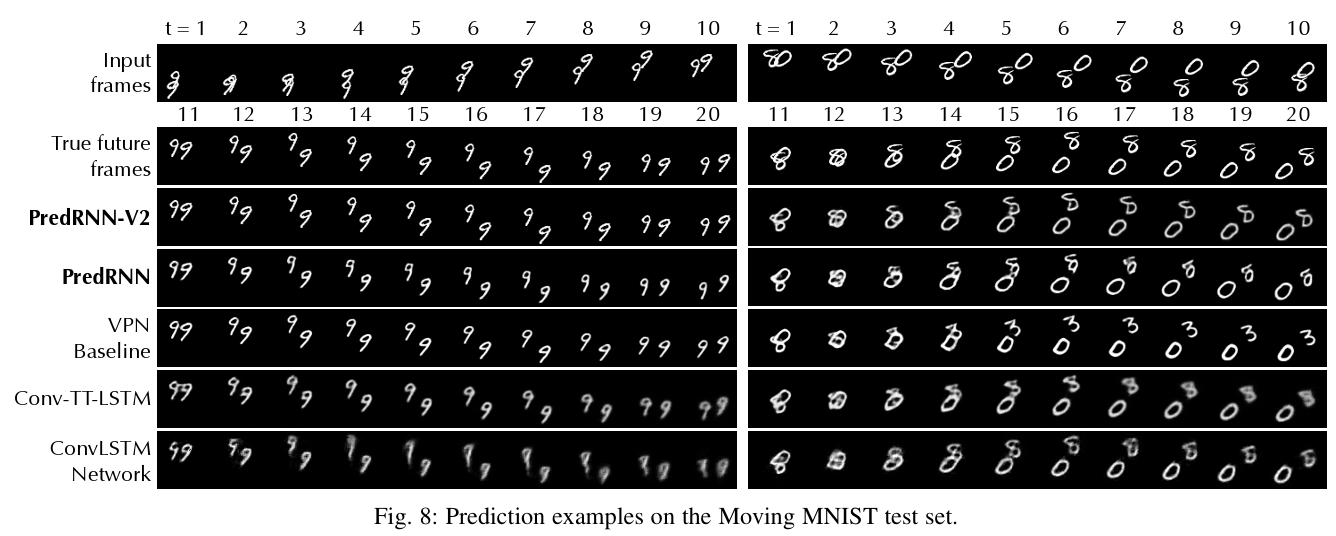 t = 1 2 3 4 5 6 7 8 9 10 t = 1 2 3 4 5 6 7 8 9 10
Input
frames
11 12 13 14 15 16 17 18 19 20 11 12 13 14 15 16 17 18 19 20
True future
frames
PredRNN-V2
PredRNN
VPN
Baseline
Conv-TT-LSTM
ConvLSTM
Network
Fig. 8: Prediction examples on the Moving MNIST test set.